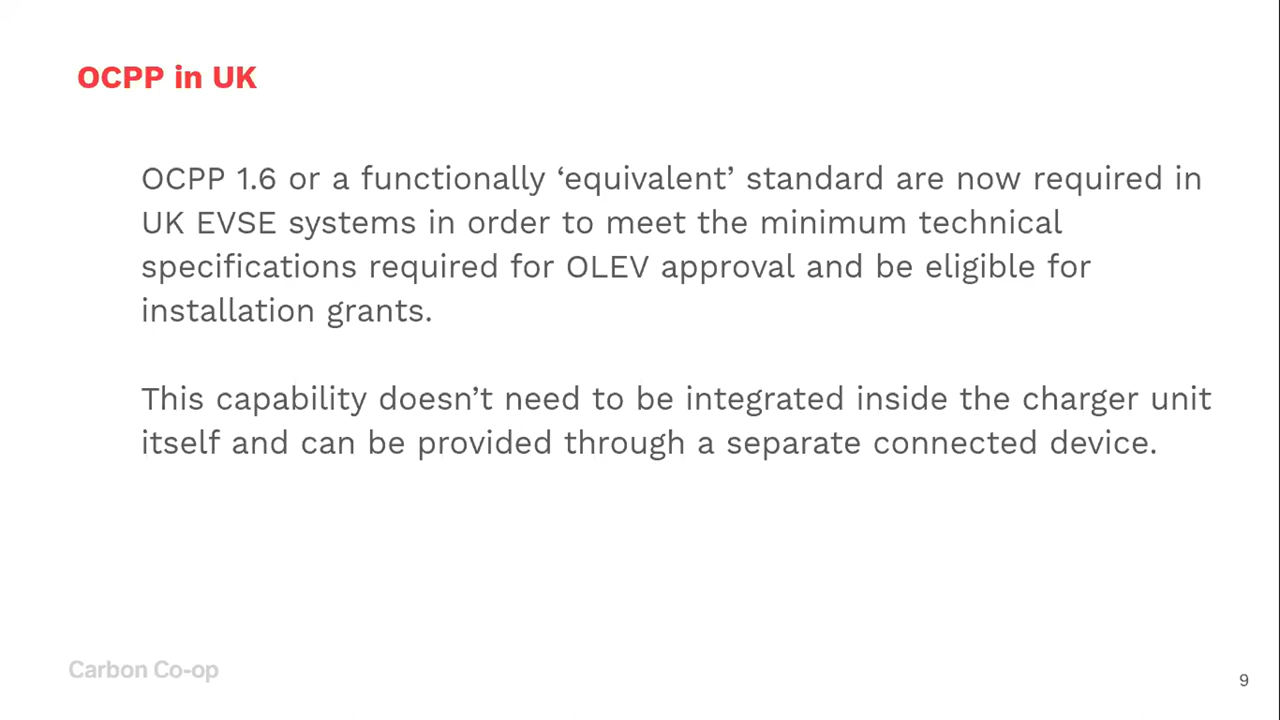 OCPP in UK
OCPP 1.6 or a functionally ‘equivalent’ standard are now required in
UK EVSE systems in order to meet the minimum technical
specifications required for OLEV approval and be eligible for
installation grants.
This capability doesn’t need to be integrated inside the charger unit
itself and can be provided through a separate connected device.
Carbon Co-op
9